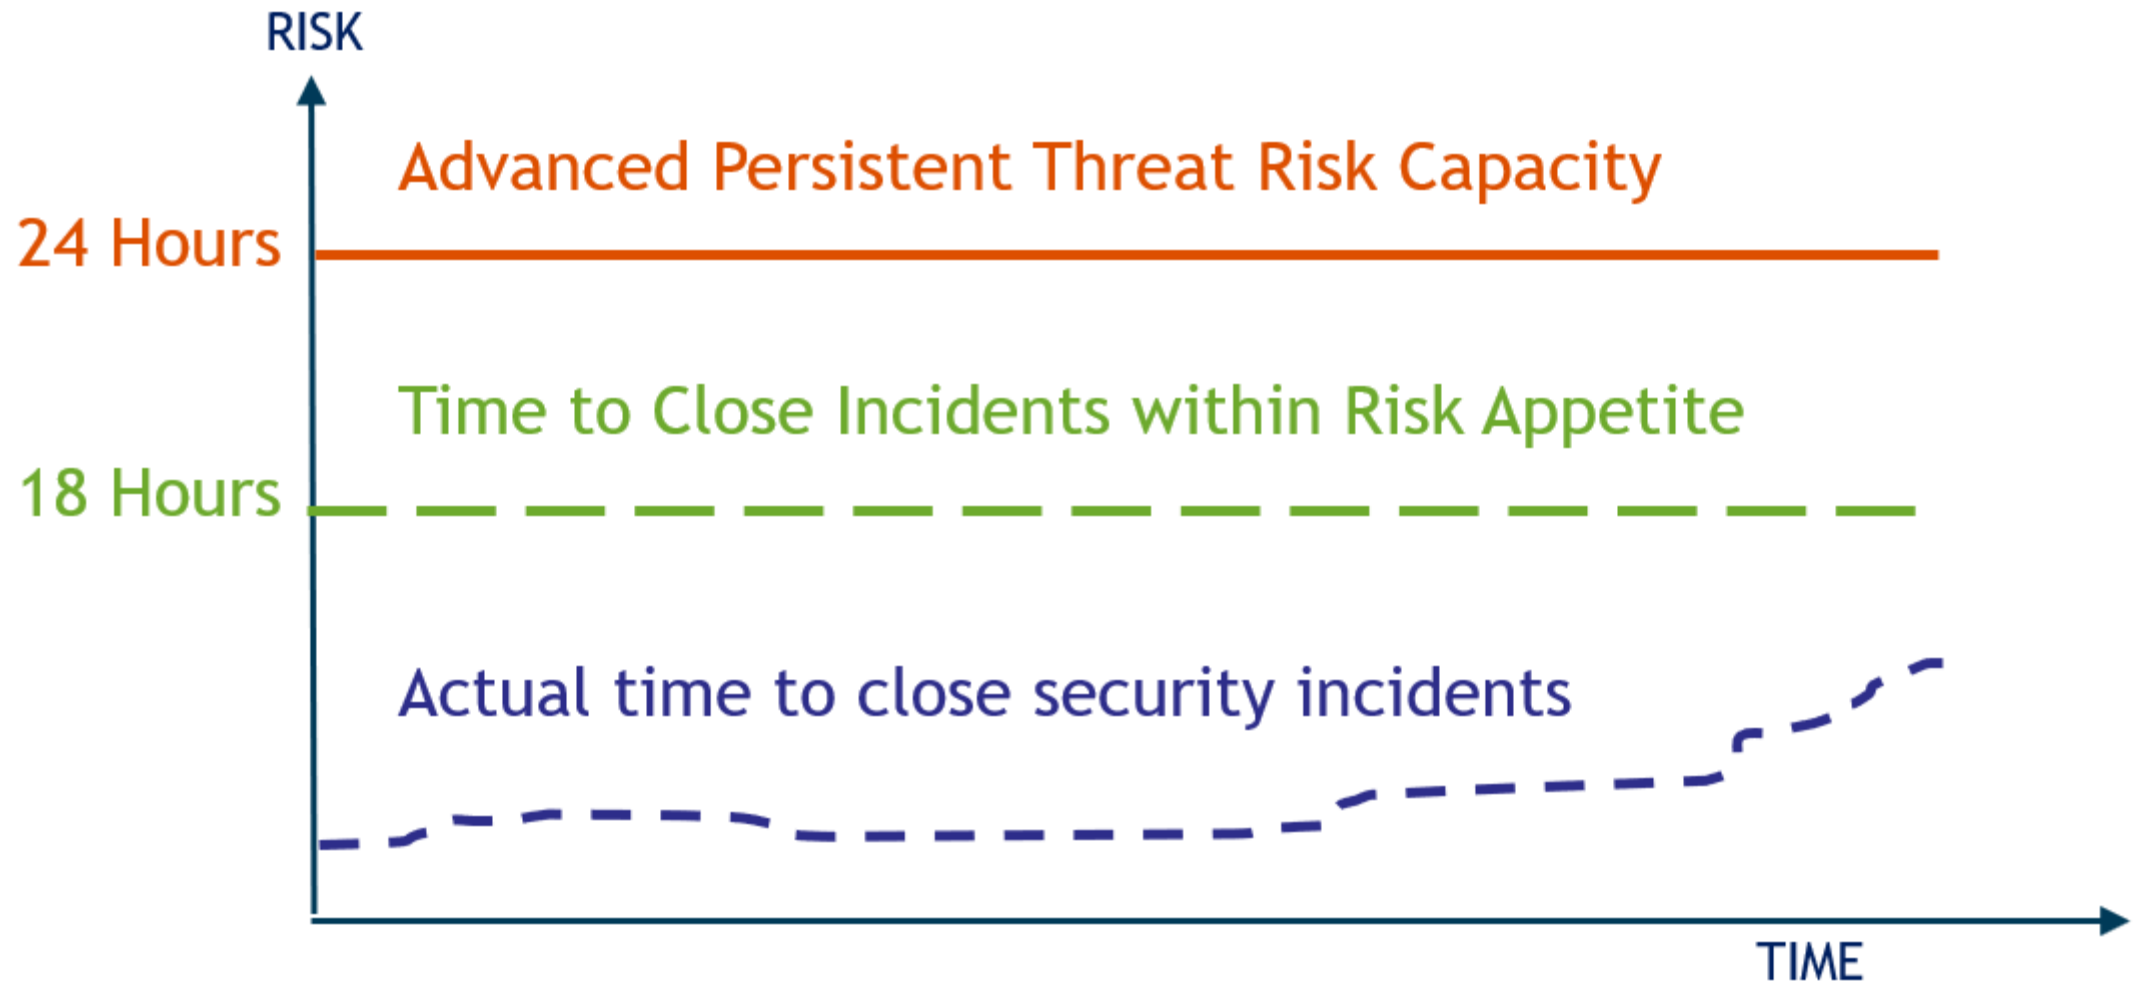 RISK
Advanced Persistent Threat Risk Capacity
24 Hours
Time to Close Incidents within Risk Appetite
18 Hours
Actual time to close security incidents
TIME